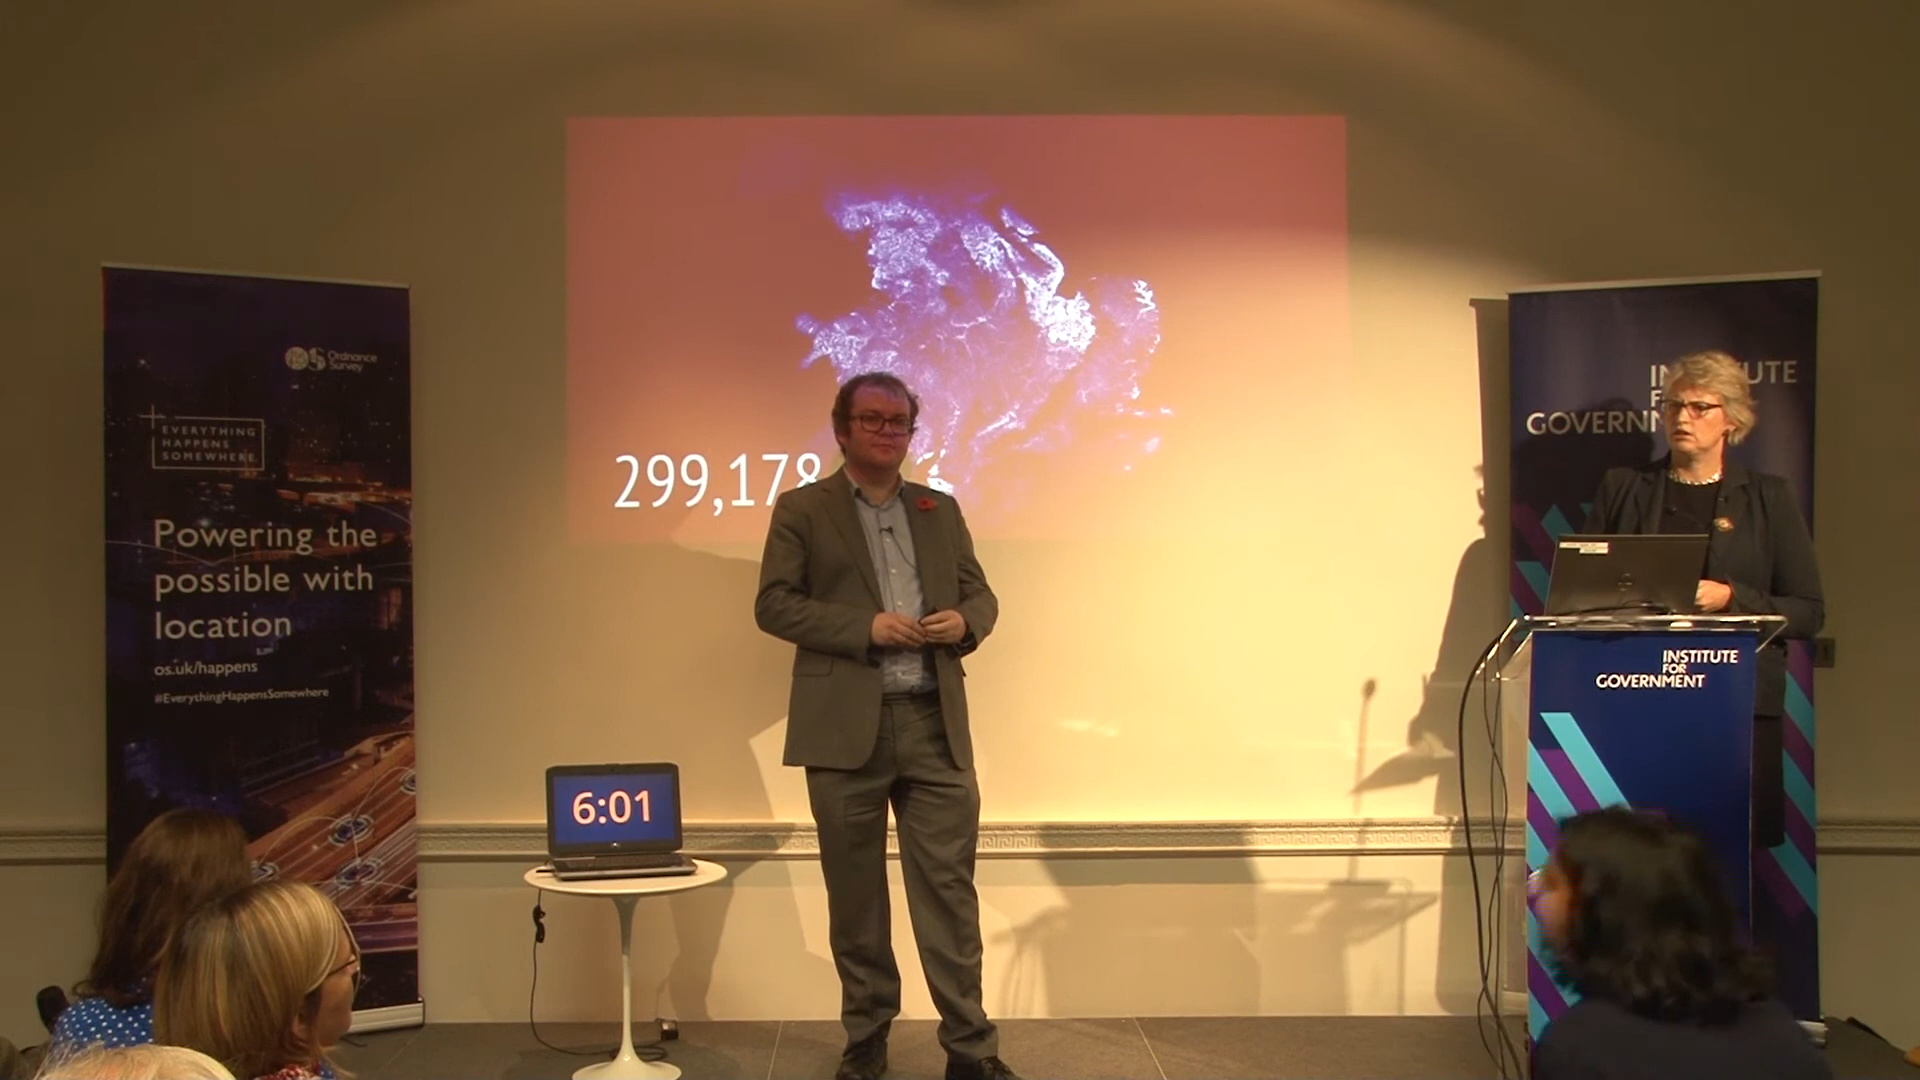 Ordnance
Survey
EVERYTHING
HAPPENS
SOMEWHERE.
Powering the
possible with
location
os.uk/happens
#EverythingHappensSomewhere
299,178
6:01
UTE
GOVERN
INSTITUTE
FOR
GOVERNMENT